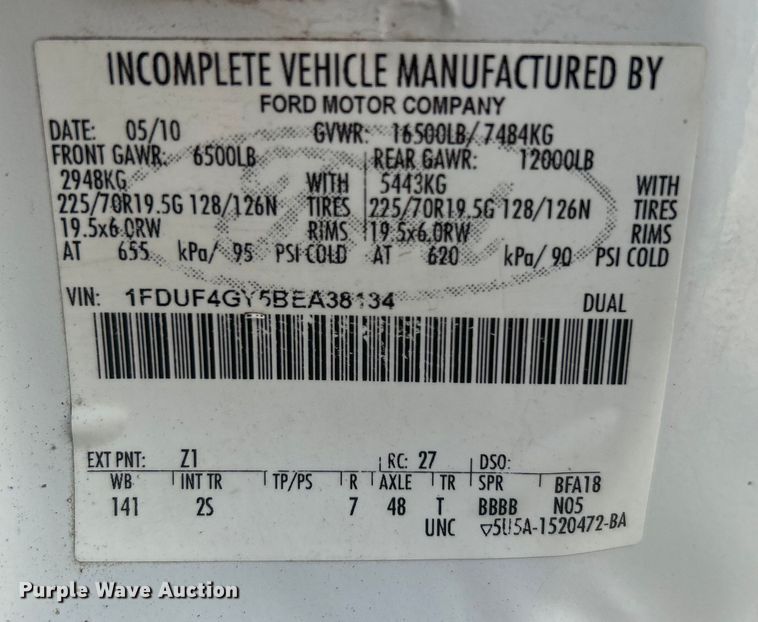 INCOMPLETE VEHICLE MANUFACTURED BY
FORD MOTOR COMPANY
DATE: 05/10 GVWR: 16500LB/ 7484KG
FRONT GAWR: 6500LB REAR GAWR: 12000LB
2948KG WITH 5443KG WITH
225/70R19.5G 128/126N TIRES 225/70R19.5G 128/126N TIRES
19.5x6.0RW RIMS 19.5x6.0RW RIMS
AT 655 kPa/ 95 PSI COLD AT 620 kPa/ 90 PSI COLD
VIN: 1FDUF4GY5BEA38134 DUAL
EXT PNT: Z1 RC: 27 DSO:
WB INT TR TP/PS R AXLE TR SPR BFA18
141 2S 7 48 T BBBB N05
UNC ▽5U5A-1520472-BA
Purple Wave Auction